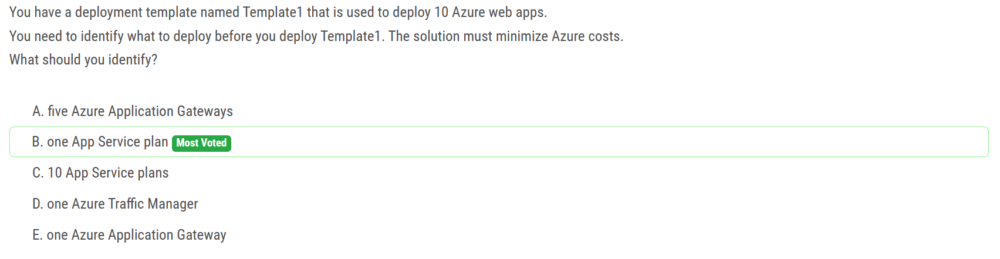 You have a deployment template named Template1 that is used to deploy 10 Azure web apps.
You need to identify what to deploy before you deploy Template1. The solution must minimize Azure costs.
What should you identify?
A. five Azure Application Gateways
B. one App Service plan Most Voted
C. 10 App Service plans
D. one Azure Traffic Manager
E. one Azure Application Gateway